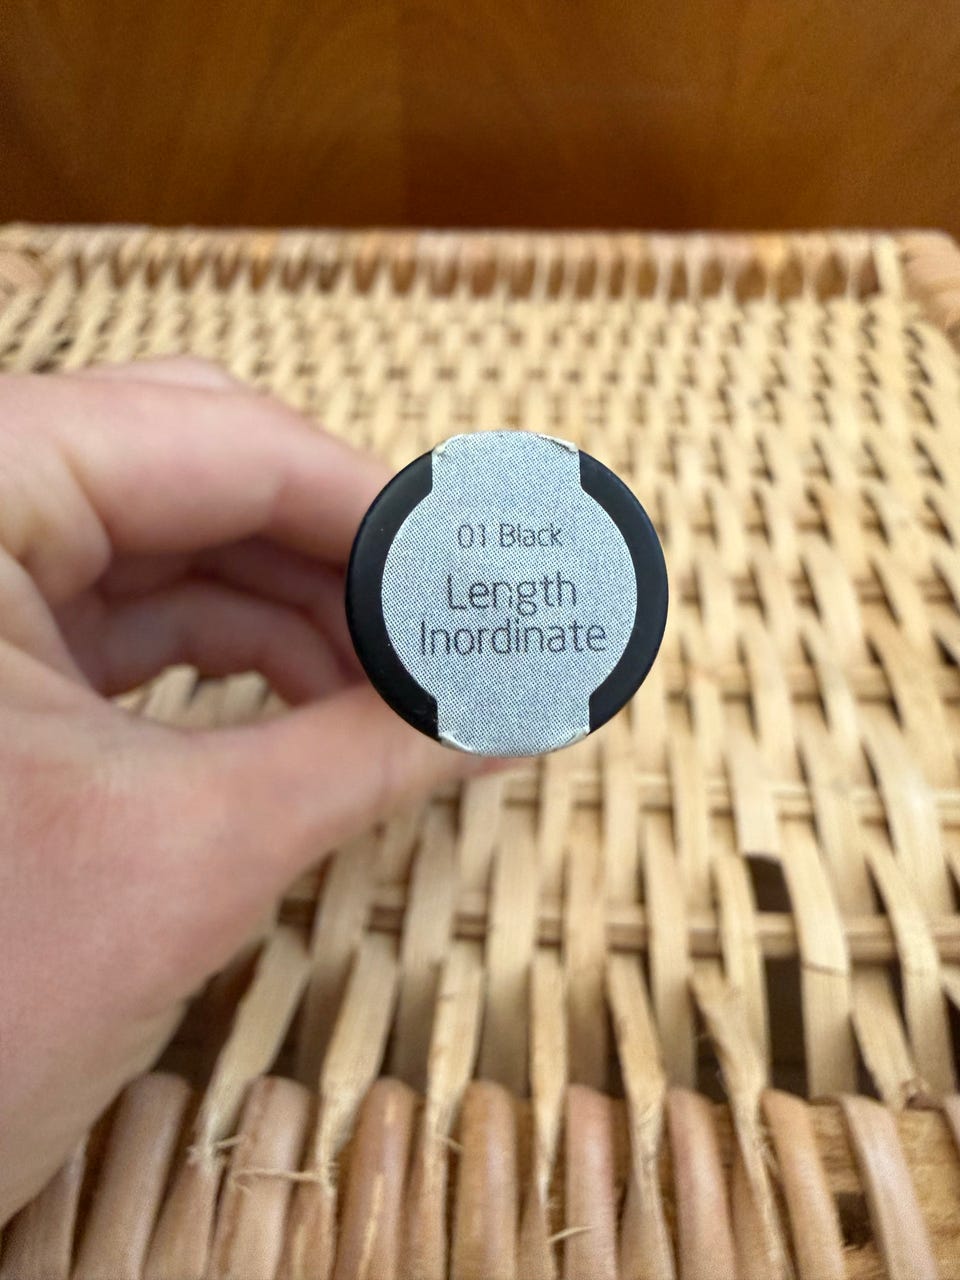 01 Black
Length
Inordinate